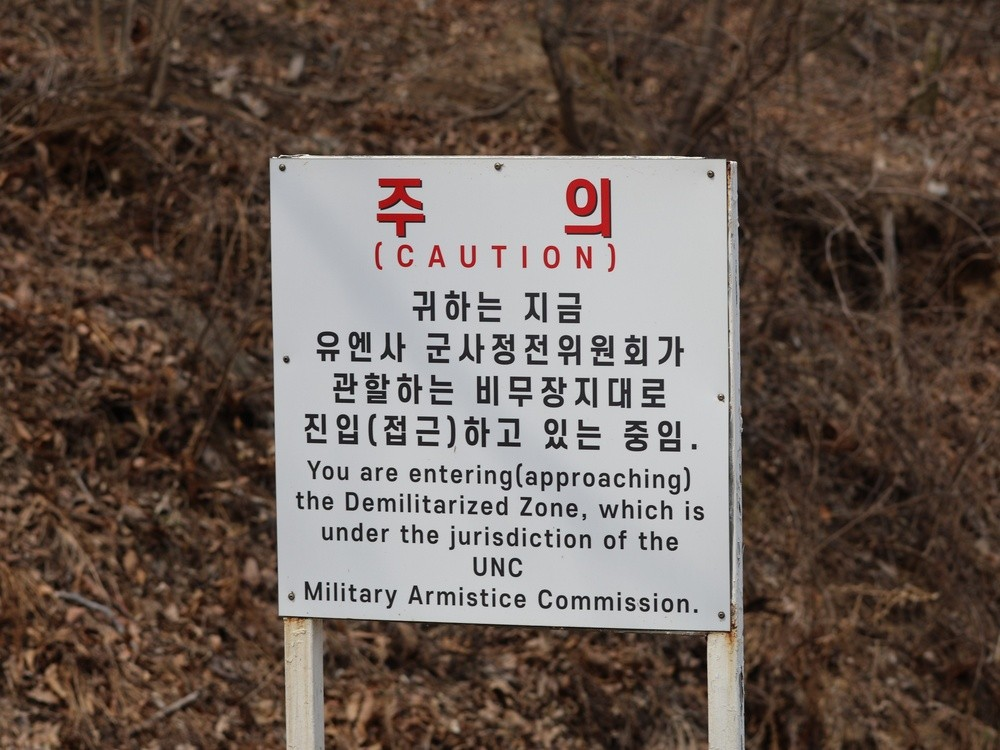 주 의
(CAUTION)
귀하는 지금
유엔사 군사정전위원회가
관할하는 비무장지대로
진입(접근)하고 있는 중임.
You are entering(approaching)
the Demilitarized Zone, which is
under the jurisdiction of the
UNC
Military Armistice Commission.